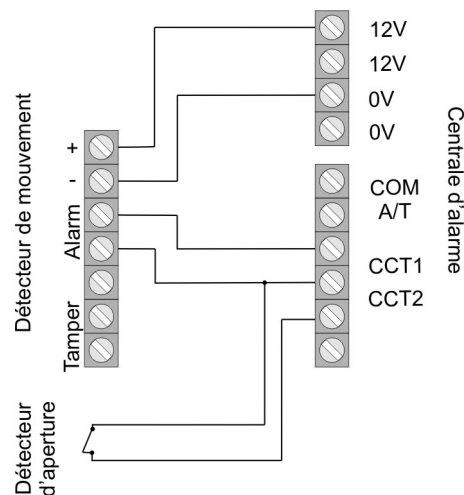 12V
12V
0V
0V
COM
A/T
CCT1
CCT2
Centrale d'alarme
Détecteur de mouvement
+
-
Alarm
Tamper
Détecteur
d'aperture